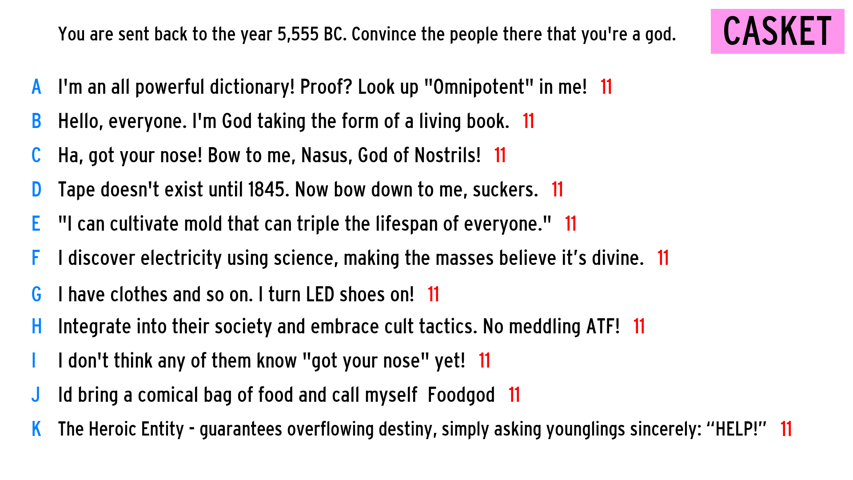 You are sent back to the year 5,555 BC. Convince the people there that you're a god.
CASKET
A I'm an all powerful dictionary! Proof? Look up "Omnipotent" in me! 11
B Hello, everyone. I'm God taking the form of a living book. 11
C Ha, got your nose! Bow to me, Nasus, God of Nostrils! 11
D Tape doesn't exist until 1845. Now bow down to me, suckers. 11
E "I can cultivate mold that can triple the lifespan of everyone." 11
F I discover electricity using science, making the masses believe it’s divine. 11
G I have clothes and so on. I turn LED shoes on! 11
H Integrate into their society and embrace cult tactics. No meddling ATF! 11
I I don't think any of them know "got your nose" yet! 11
J Id bring a comical bag of food and call myself  Foodgod 11
K The Heroic Entity - guarantees overflowing destiny, simply asking younglings sincerely: “HELP!” 11